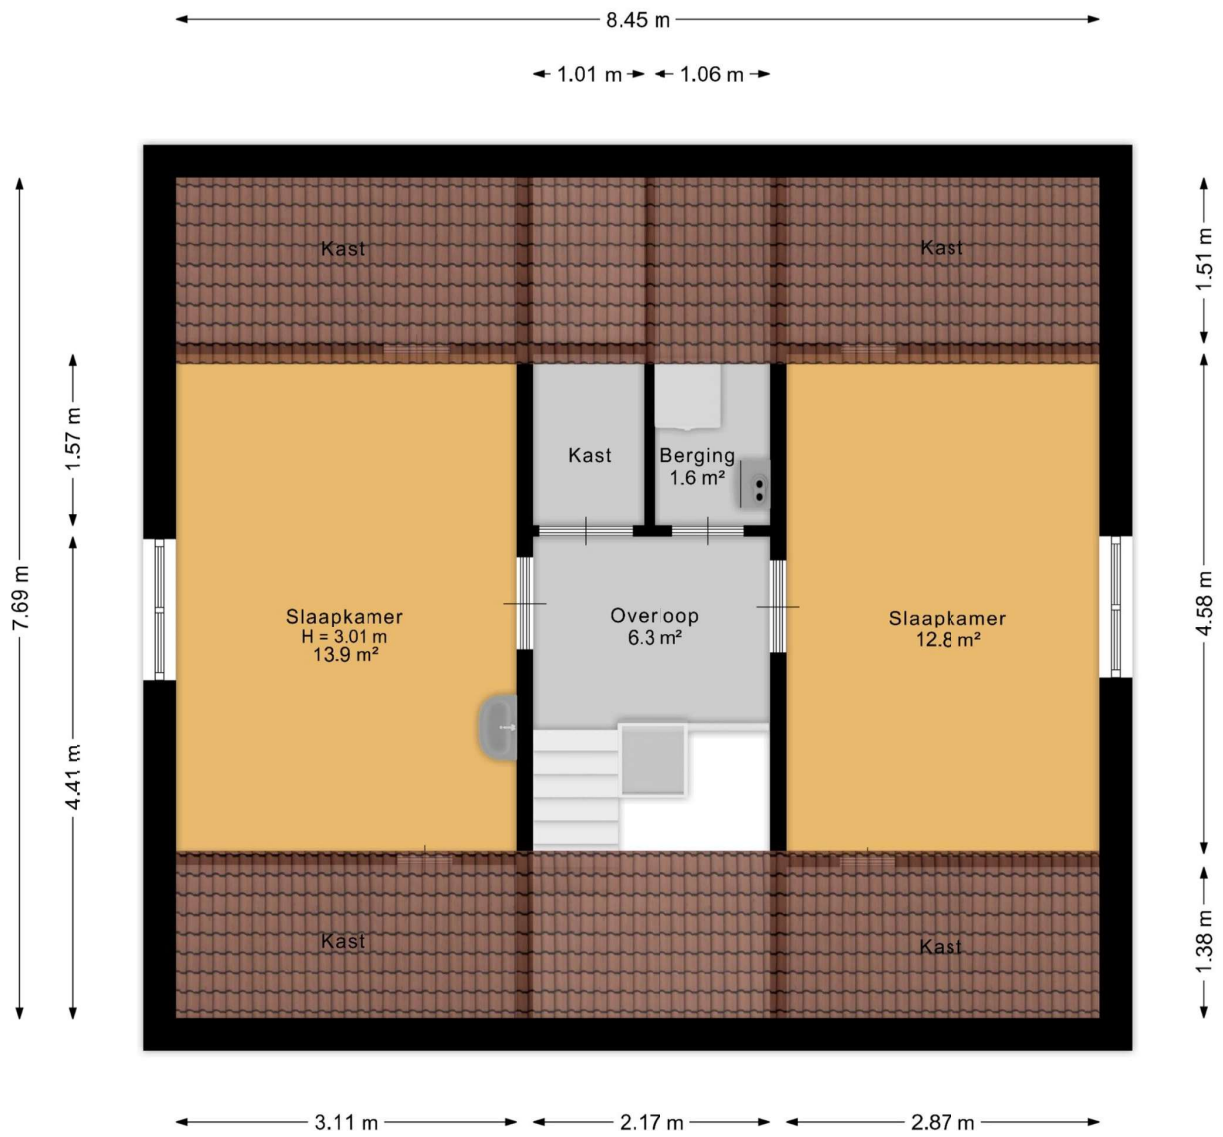 8.45 m
1.01 m
1.06 m
Kast
Kast
1.51 m
1.57 m
Kast
Berging
1.6 m²
7.69 m
4.58 m
Slaapkamer
H = 3.01 m
13.9 m²
Overloop
6.3 m²
Slaapkamer
12.8 m²
4.41 m
Kast
Kast
1.38 m
3.11 m
2.17 m
2.87 m